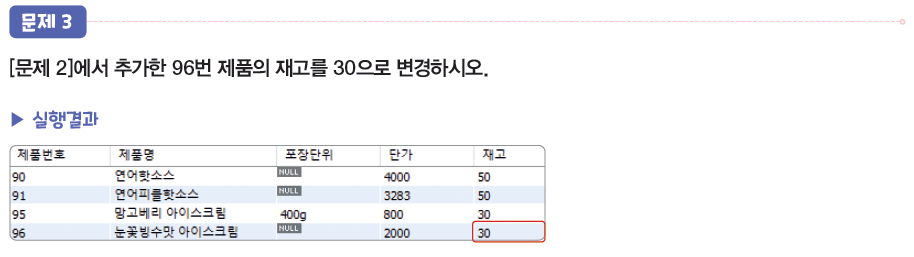 문제 3
[문제 2]에서 추가한 96번 제품의 재고를 30으로 변경하시오.
▶ 실행결과
제품번호 제품명 포장단위 단가 재고
90 연어핫소스 NULL 4000 50
91 연어피클핫소스 NULL 3283 50
95 망고베리 아이스크림 400g 800 30
96 눈꽃빙수맛 아이스크림 NULL 2000 30